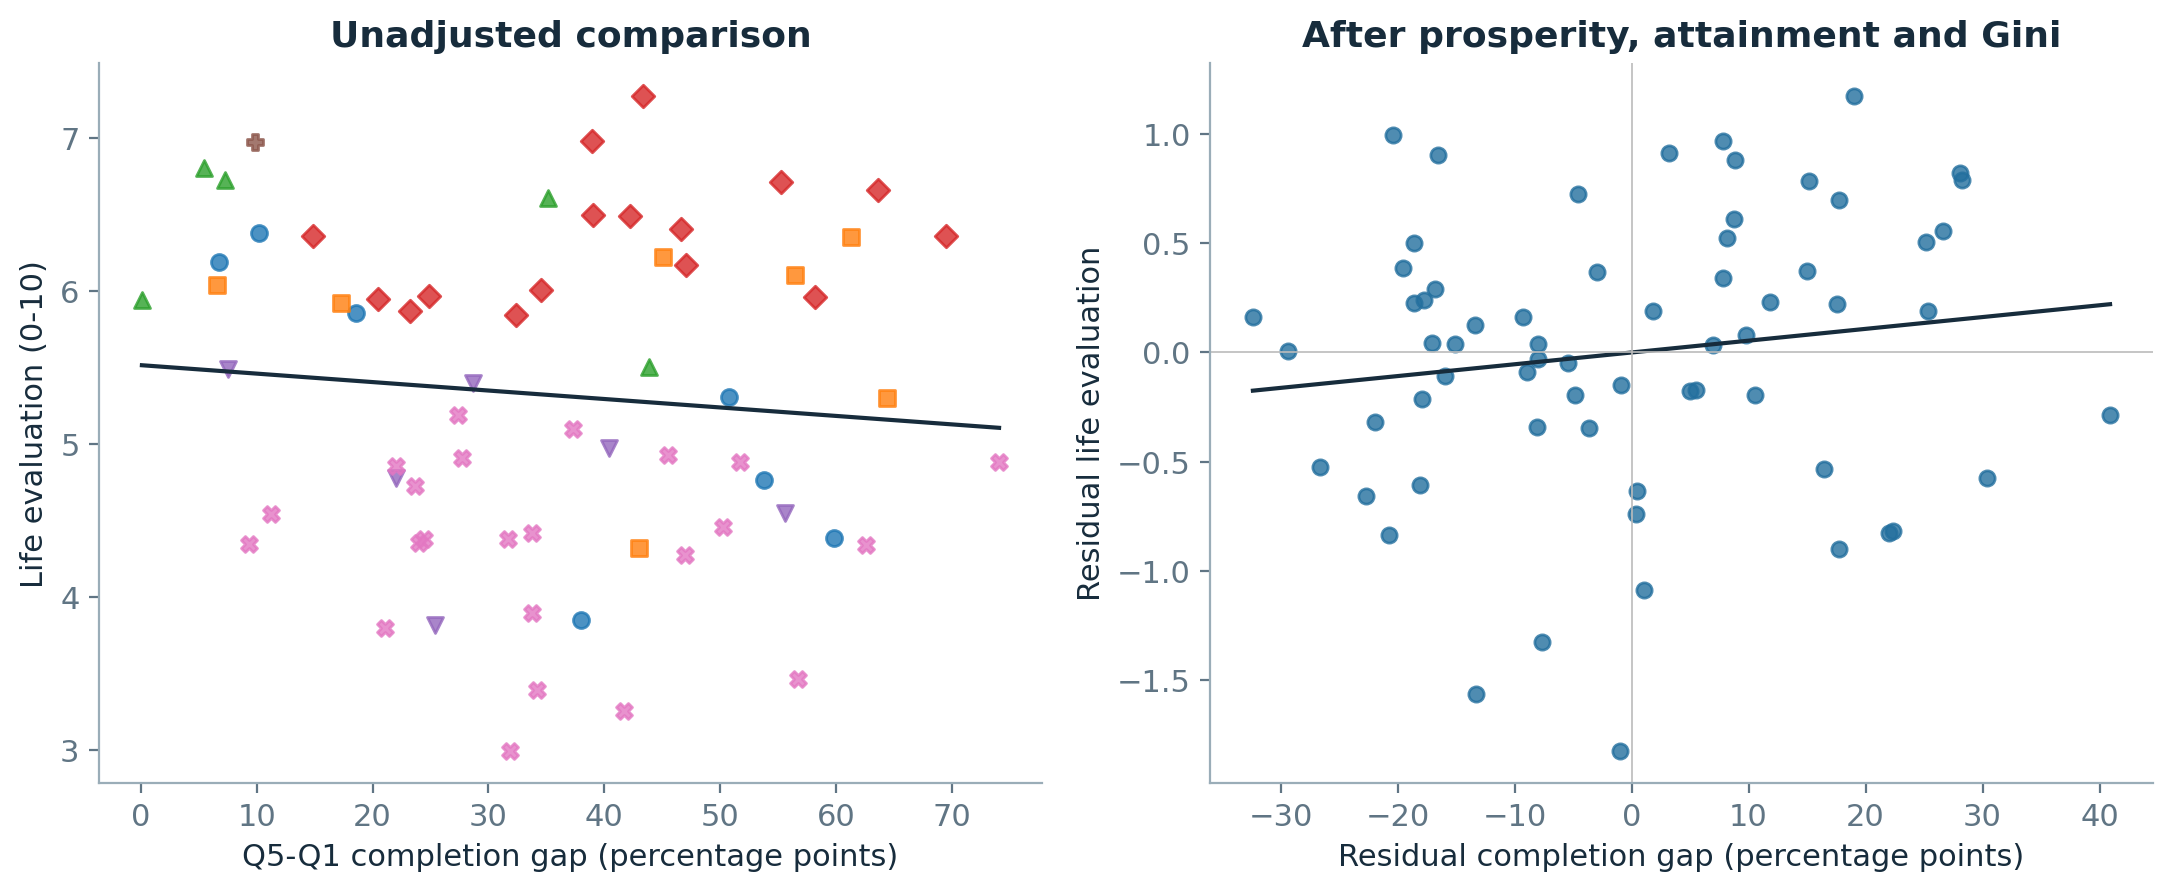 Unadjusted comparison
7
6
5
4
3
Life evaluation (0-10)
0 10 20 30 40 50 60 70
Q5-Q1 completion gap (percentage points)
After prosperity, attainment and Gini
1.0
0.5
0.0
−0.5
−1.0
−1.5
Residual life evaluation
−30 −20 −10 0 10 20 30 40
Residual completion gap (percentage points)